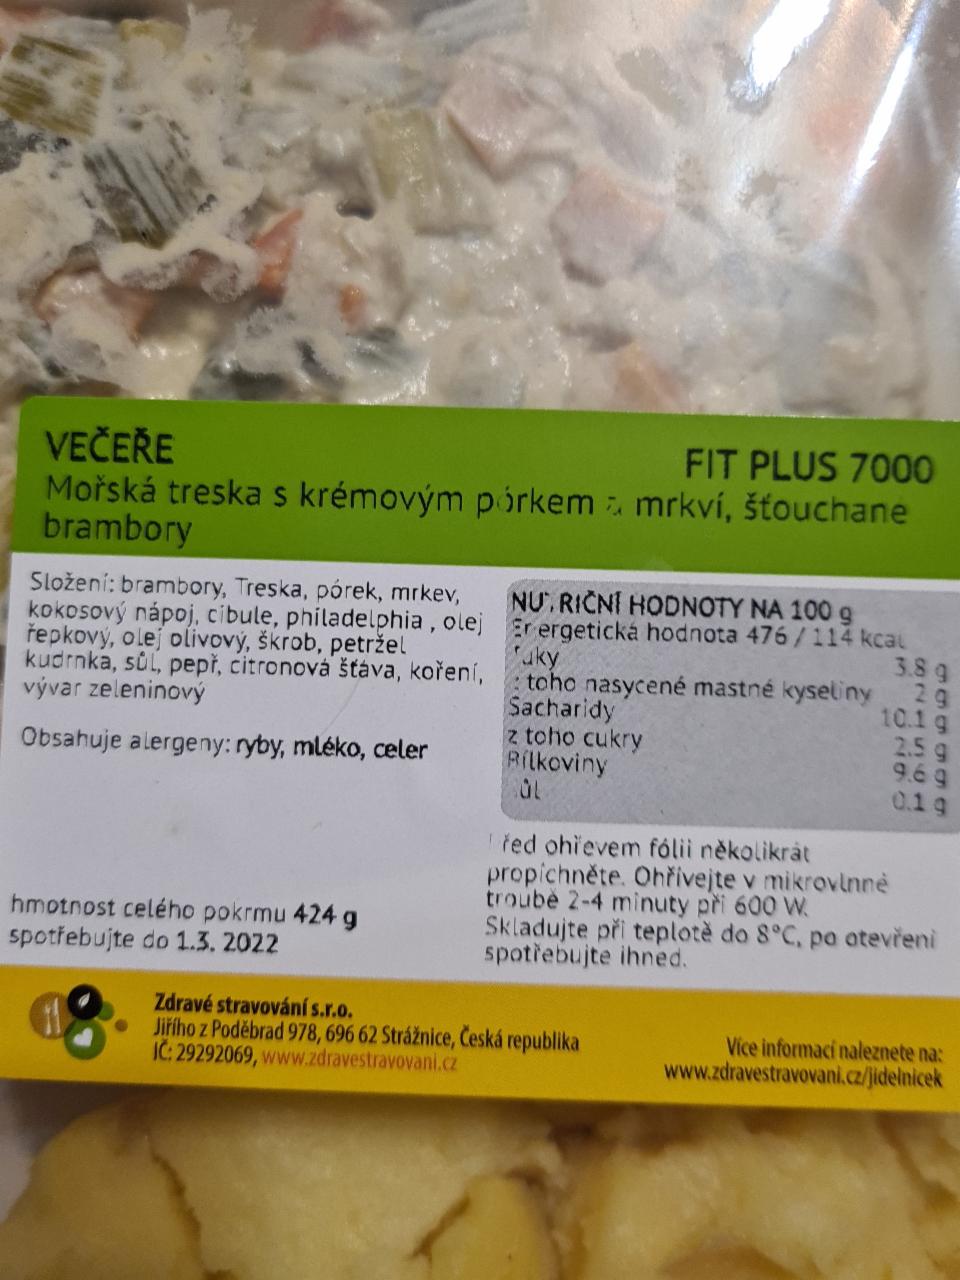 VEČEŘE
FIT PLUS 7000
Mořská treska s krémovým pórkem a mrkví, šťouchane
brambory
Složení: brambory, Treska, pórek, mrkev,
kokosový nápoj, cibule, philadelphia , olej
řepkový, olej olivový, škrob, petržel
kudrnka, sůl, pepř, citronová šťáva, koření,
vývar zeleninový
Obsahuje alergeny: ryby, mléko, celer
hmotnost celého pokrmu 424 g
spotřebujte do 1.3. 2022
NUTRIČNÍ HODNOTY NA 100 g
Energetická hodnota 476 / 114 kcal
Tuky 3.8 g
z toho nasycené mastné kyseliny 2 g
Sacharidy 10.1 g
z toho cukry 2.5 g
Bílkoviny 9.6 g
Sůl 0.1 g
Před ohřevem fólii několikrát
propíchněte. Ohřívejte v mikrovlnné
troubě 2-4 minuty při 600 W.
Skladujte při teplotě do 8°C, po otevření
spotřebujte ihned.
Zdravé stravování s.r.o.
Jiřího z Poděbrad 978, 696 62 Strážnice, Česká republika
IČ: 29292069, www.zdravestravovani.cz
Více informací naleznete na:
www.zdravestravovani.cz/jidelnicek